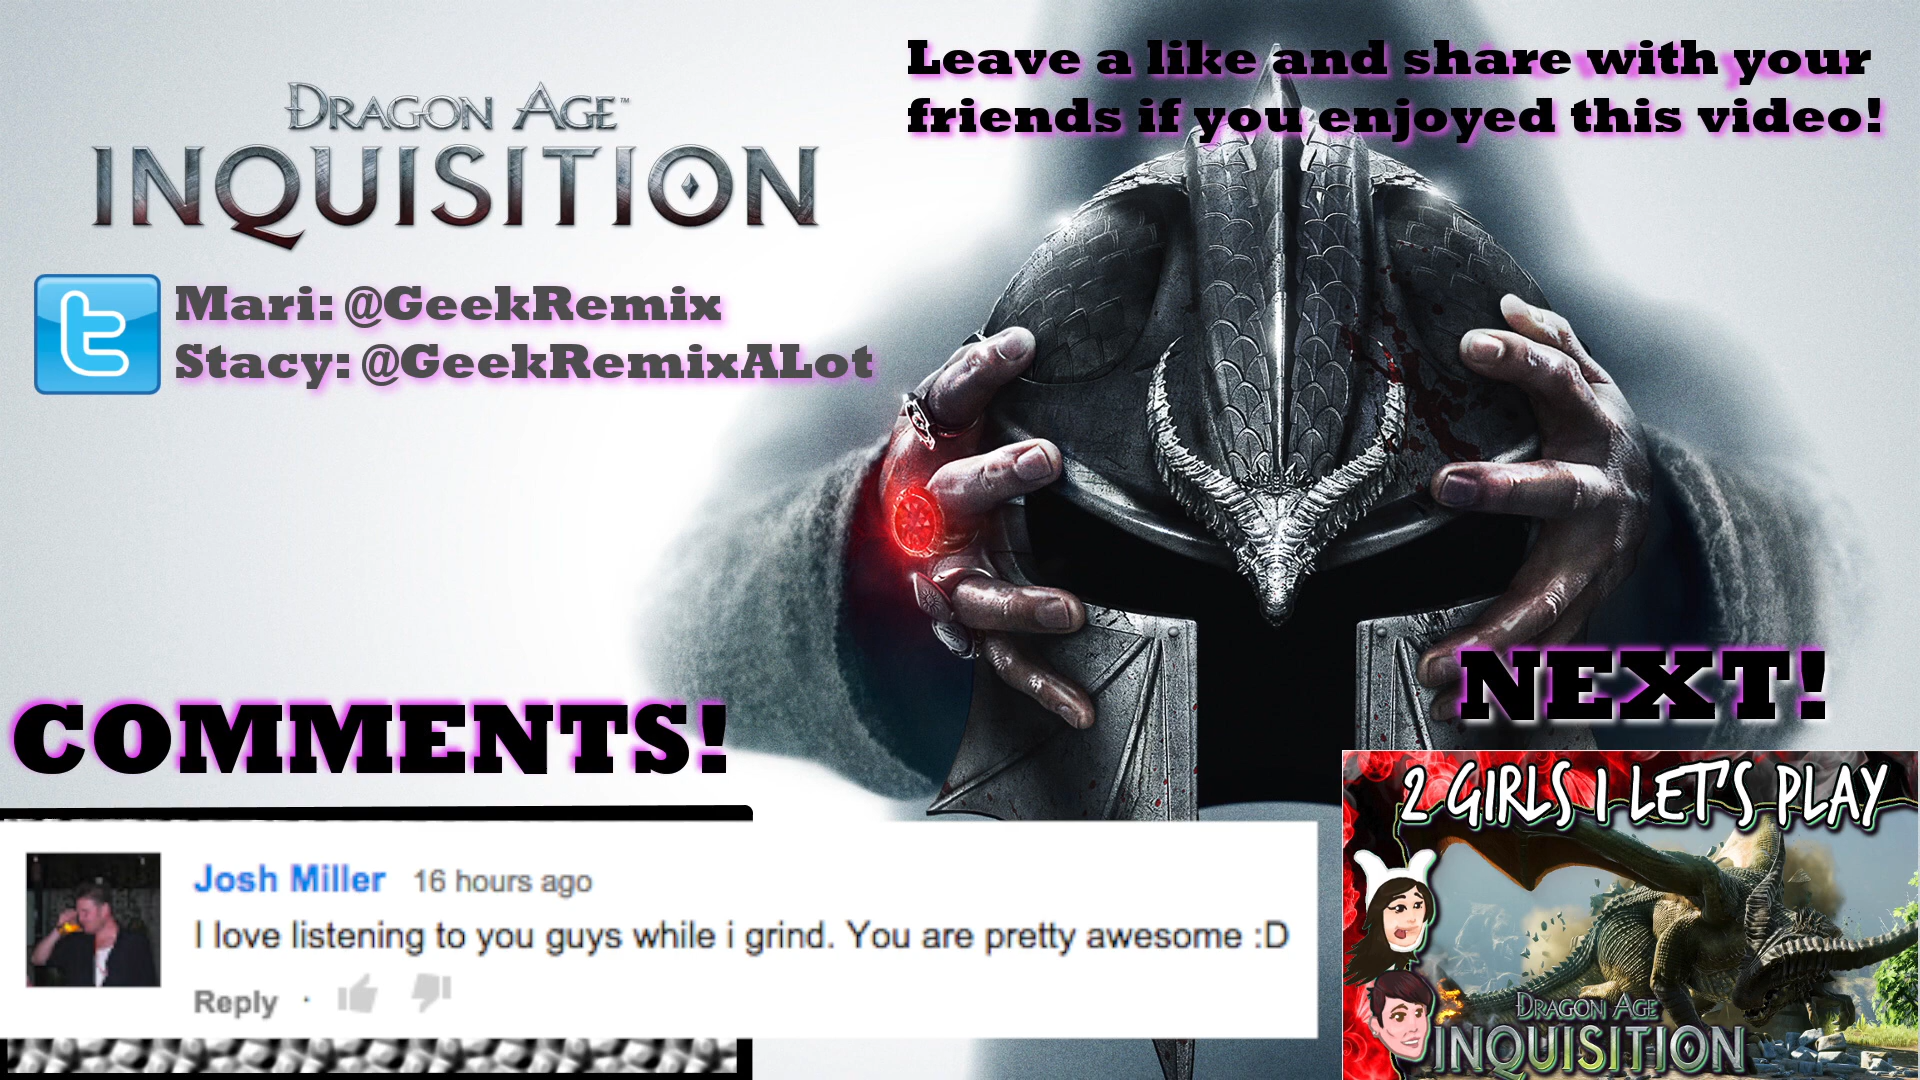 Leave a like and share with your
friends if you enjoyed this video!
DRAGON AGE™
INQUISITION
Mari: @GeekRemix
Stacy: @GeekRemixALot
COMMENTS!
Josh Miller 16 hours ago
I love listening to you guys while i grind. You are pretty awesome :D
Reply ·
NEXT!
2 GIRLS 1 LET'S PLAY
DRAGON AGE
INQUISITION